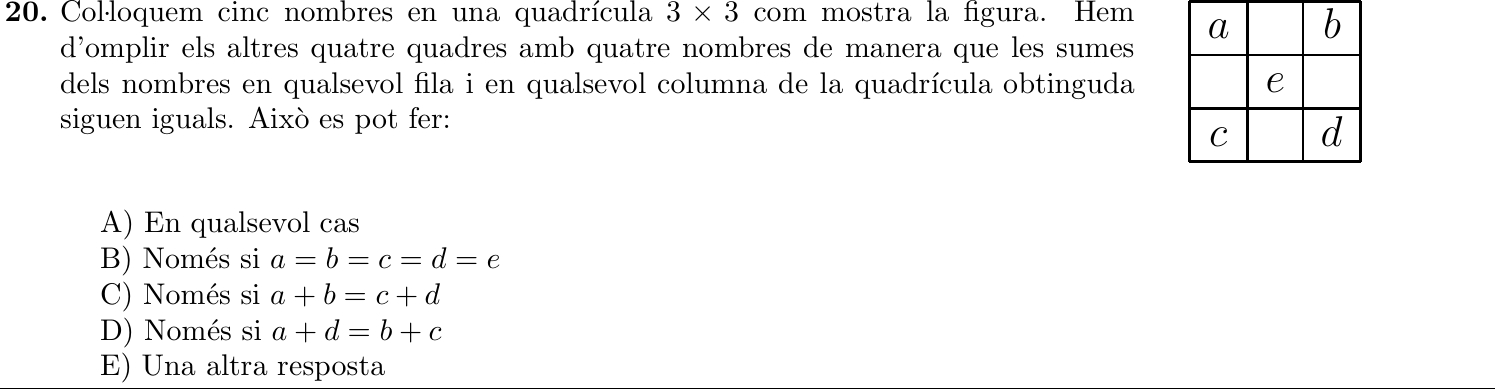 20. Col·loquem cinc nombres en una quadrícula 3 × 3 com mostra la figura. Hem
d'omplir els altres quatre quadres amb quatre nombres de manera que les sumes
dels nombres en qualsevol fila i en qualsevol columna de la quadrícula obtinguda
siguen iguals. Això es pot fer:
a b
e
c d
A) En qualsevol cas
B) Només si a = b = c = d = e
C) Només si a + b = c + d
D) Només si a + d = b + c
E) Una altra resposta